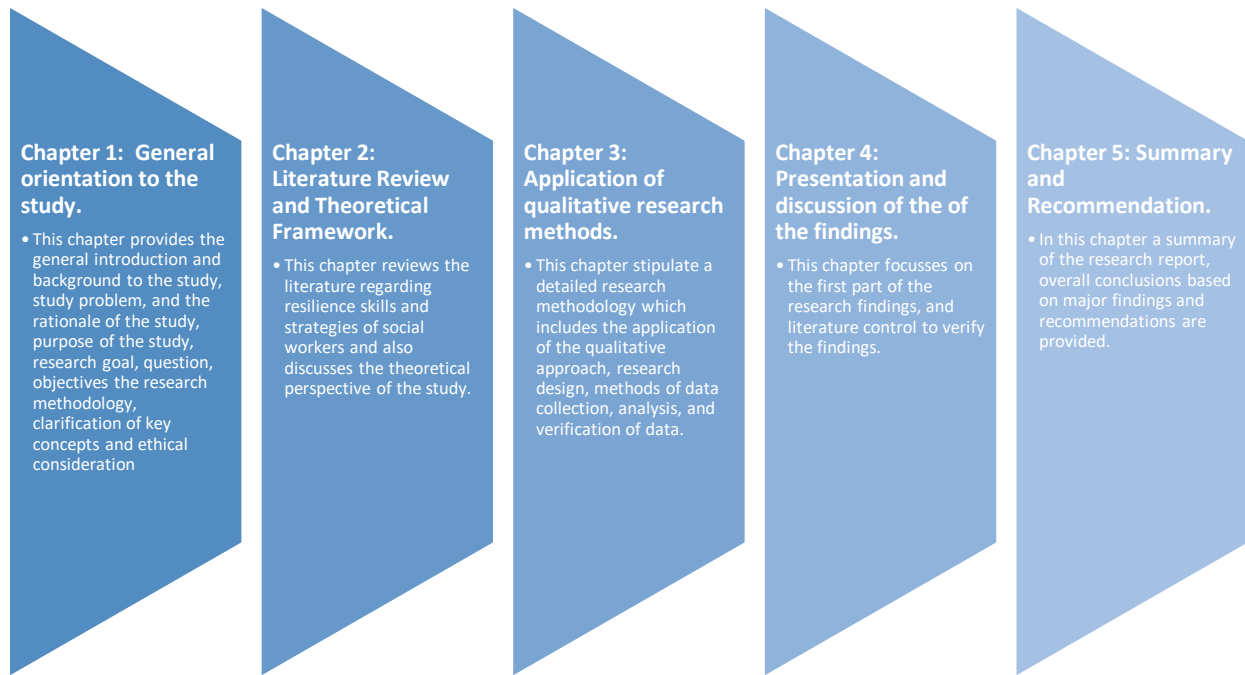 Chapter 1:  General
orientation to the
study.
• This chapter provides the
general introduction and
background to the study,
study problem, and the
rationale of the study,
purpose of the study,
research goal, question,
objectives the research
methodology,
clarification of key
concepts and ethical
consideration
Chapter 2:
Literature Review
and Theoretical
Framework.
• This chapter reviews the
literature regarding
resilience skills and
strategies of social
workers and also
discusses the theoretical
perspective of the study.
Chapter 3:
Application of
qualitative research
methods.
• This chapter stipulate a
detailed research
methodology which
includes the application
of the qualitative
approach, research
design, methods of data
collection, analysis, and
verification of data.
Chapter 4:
Presentation and
discussion of the of
the findings.
• This chapter focusses on
the first part of the
research findings, and
literature control to verify
the findings.
Chapter 5: Summary
and
Recommendation.
• In this chapter a summary
of the research report,
overall conclusions based
on major findings and
recommendations are
provided.